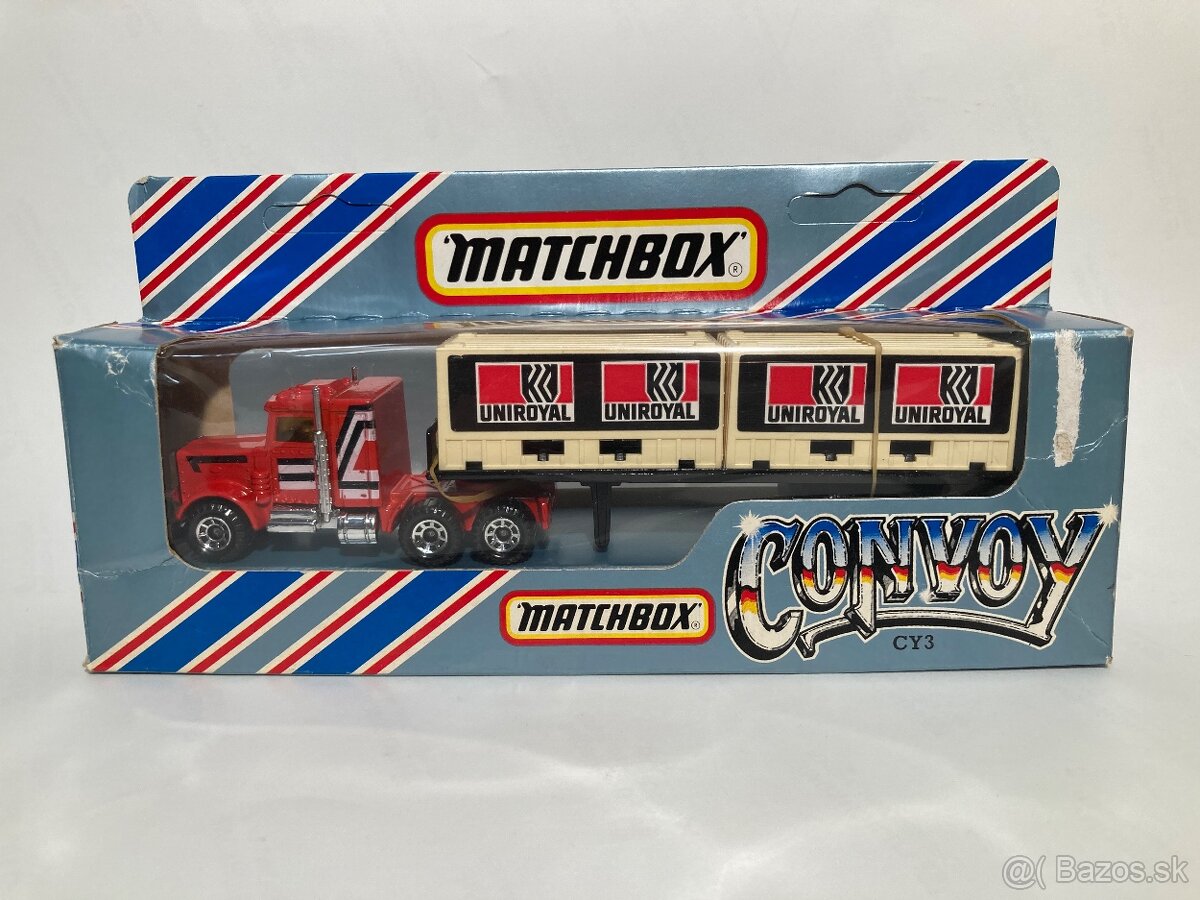 'MATCHBOX' ®
UNIROYAL UNIROYAL UNIROYAL UNIROYAL
CONVOY
'MATCHBOX' ®
CY3
@( Bazos.sk